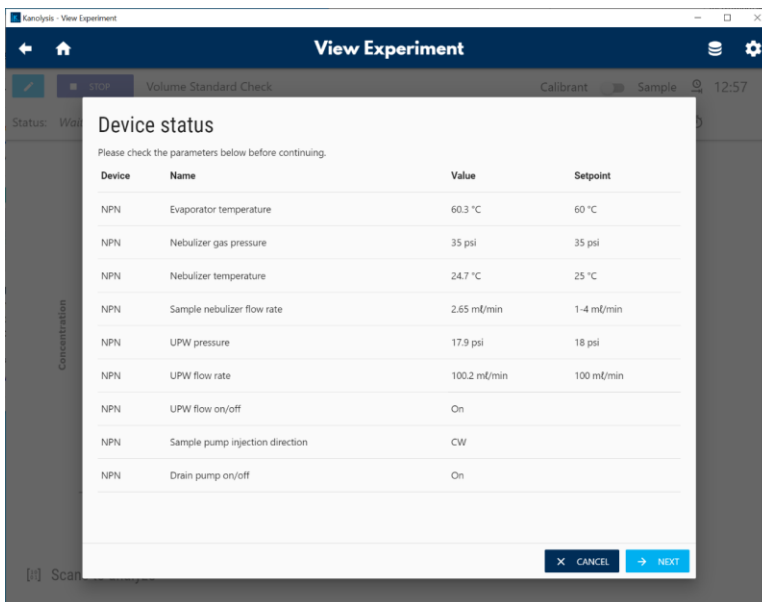 Kanolysis - View Experiment
View Experiment
STOP Volume Standard Check Calibrant Sample 12:57
Status:
Device status
Please check the parameters below before continuing.
Device Name Value Setpoint
NPN Evaporator temperature 60.3 °C 60 °C
NPN Nebulizer gas pressure 35 psi 35 psi
NPN Nebulizer temperature 24.7 °C 25 °C
NPN Sample nebulizer flow rate 2.65 mℓ/min 1-4 mℓ/min
NPN UPW pressure 17.9 psi 18 psi
NPN UPW flow rate 100.2 mℓ/min 100 mℓ/min
NPN UPW flow on/off On
NPN Sample pump injection direction CW
NPN Drain pump on/off On
Concentration
CANCEL NEXT